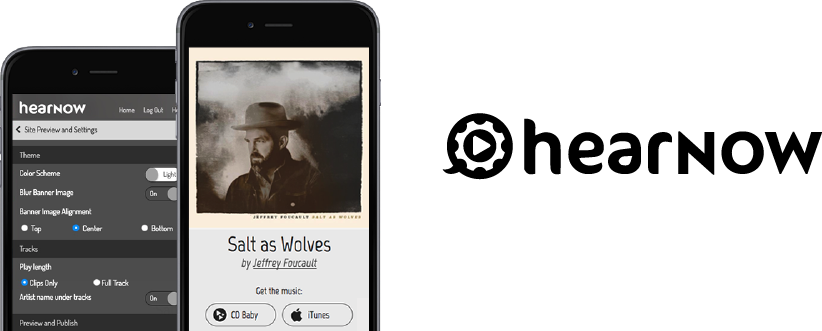 hearNOW
Home Log Out
Site Preview and Settings
Theme
Color Scheme Light
Blur Banner Image On
Banner Image Alignment
Top Center Bottom
Tracks
Play length
Clips Only Full Track
Artist name under tracks On
Preview and Publish
JEFFREY FOUCAULT SALT AS WOLVES
Salt as Wolves
by Jeffrey Foucault
Get the music:
CD Baby iTunes
hearNOW